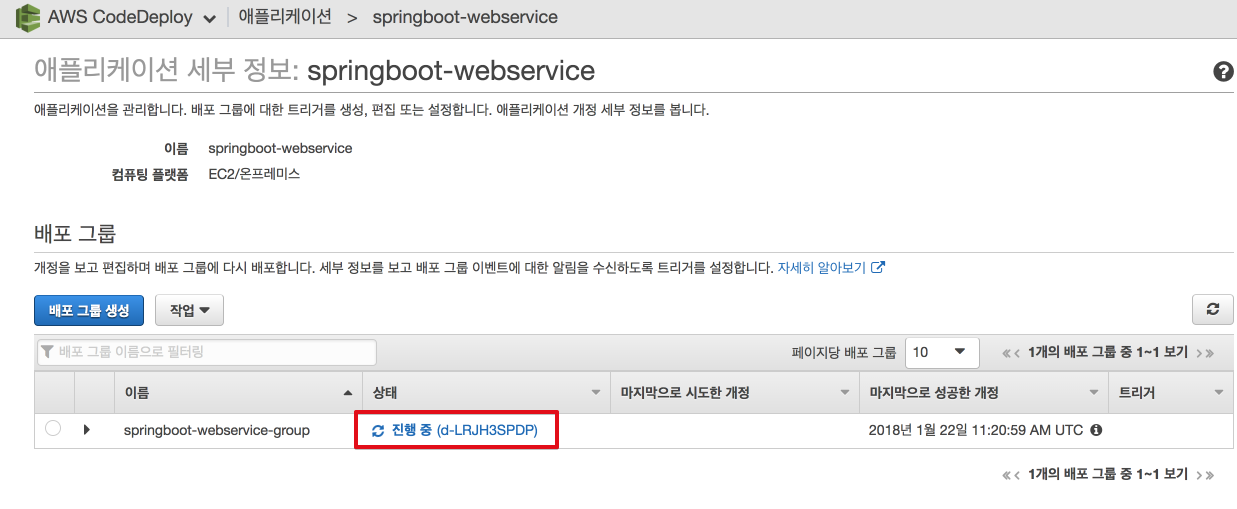 AWS CodeDeploy 애플리케이션 > springboot-webservice
애플리케이션 세부 정보: springboot-webservice
애플리케이션을 관리합니다. 배포 그룹에 대한 트리거를 생성, 편집 또는 설정합니다. 애플리케이션 개정 세부 정보를 봅니다.
이름 springboot-webservice
컴퓨팅 플랫폼 EC2/온프레미스
배포 그룹
개정을 보고 편집하며 배포 그룹에 다시 배포합니다. 세부 정보를 보고 배포 그룹 이벤트에 대한 알림을 수신하도록 트리거를 설정합니다. 자세히 알아보기
배포 그룹 생성 작업
배포 그룹 이름으로 필터링 페이지당 배포 그룹 10 1개의 배포 그룹 중 1~1 보기
이름 상태 마지막으로 시도한 개정 마지막으로 성공한 개정 트리거
springboot-webservice-group 진행 중 (d-LRJH3SPDP) 2018년 1월 22일 11:20:59 AM UTC
1개의 배포 그룹 중 1~1 보기